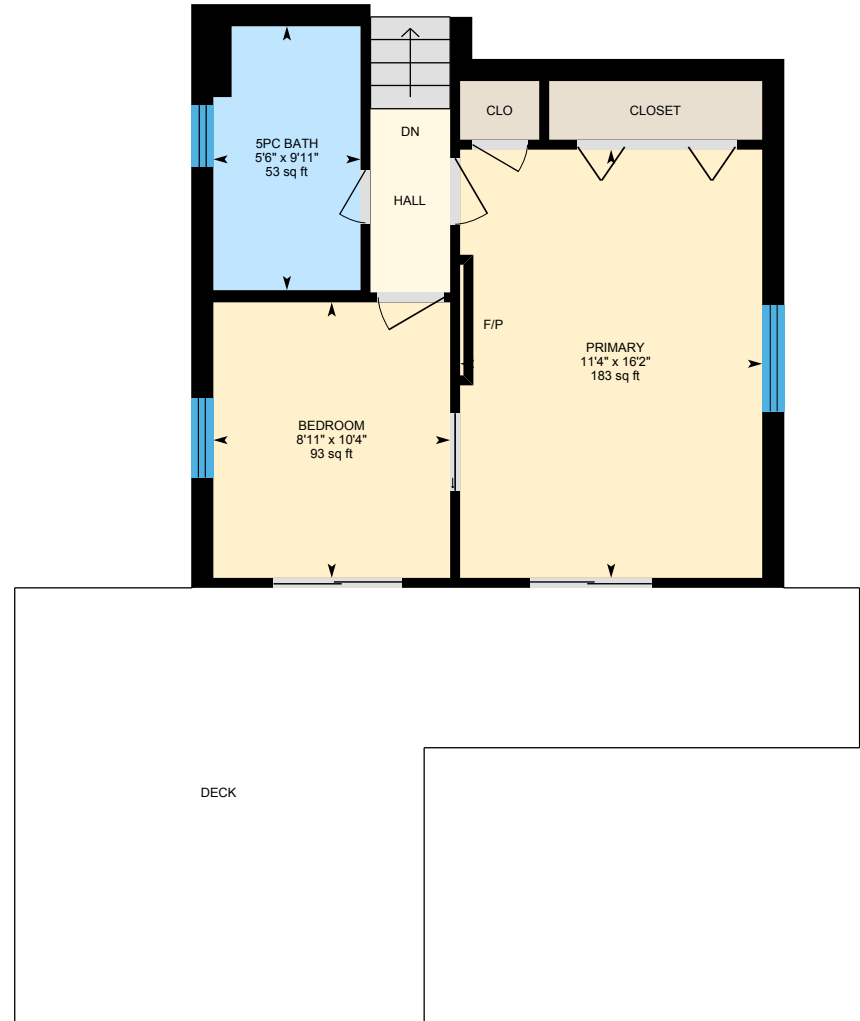 5PC BATH
5'6" x 9'11"
53 sq ft
DN
HALL
CLO
CLOSET
F/P
PRIMARY
11'4" x 16'2"
183 sq ft
BEDROOM
8'11" x 10'4"
93 sq ft
DECK